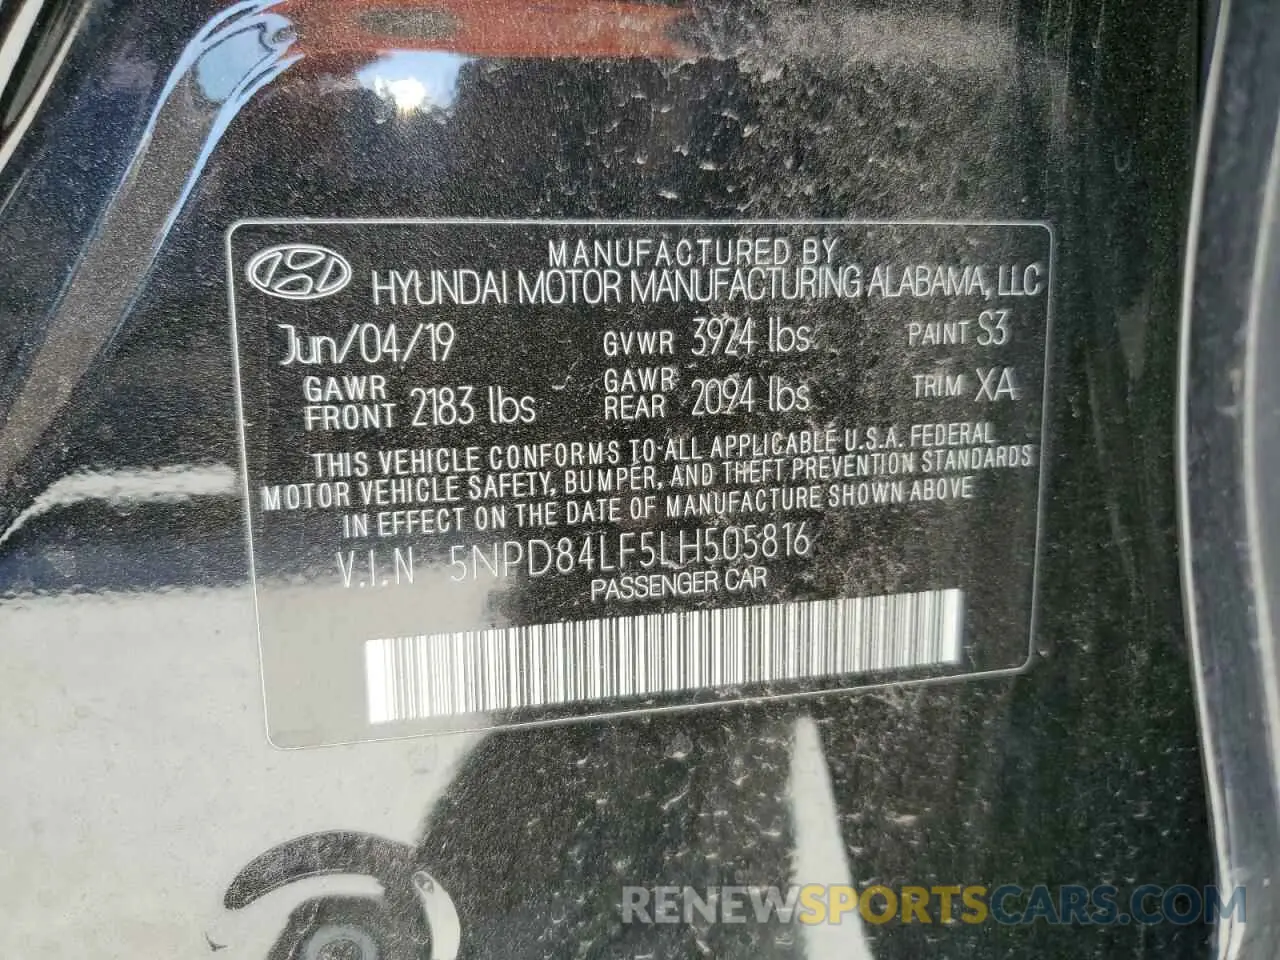 MANUFACTURED BY
HYUNDAI MOTOR MANUFACTURING ALABAMA, LLC
Jun/04/19 GVWR 3924 lbs PAINT S3
GAWR FRONT 2183 lbs GAWR REAR 2094 lbs TRIM XA
THIS VEHICLE CONFORMS TO ALL APPLICABLE U.S.A. FEDERAL
MOTOR VEHICLE SAFETY, BUMPER, AND THEFT PREVENTION STANDARDS
IN EFFECT ON THE DATE OF MANUFACTURE SHOWN ABOVE
V.I.N 5NPD84LF5LH505816
PASSENGER CAR
RENEWSPORTSCARS.COM